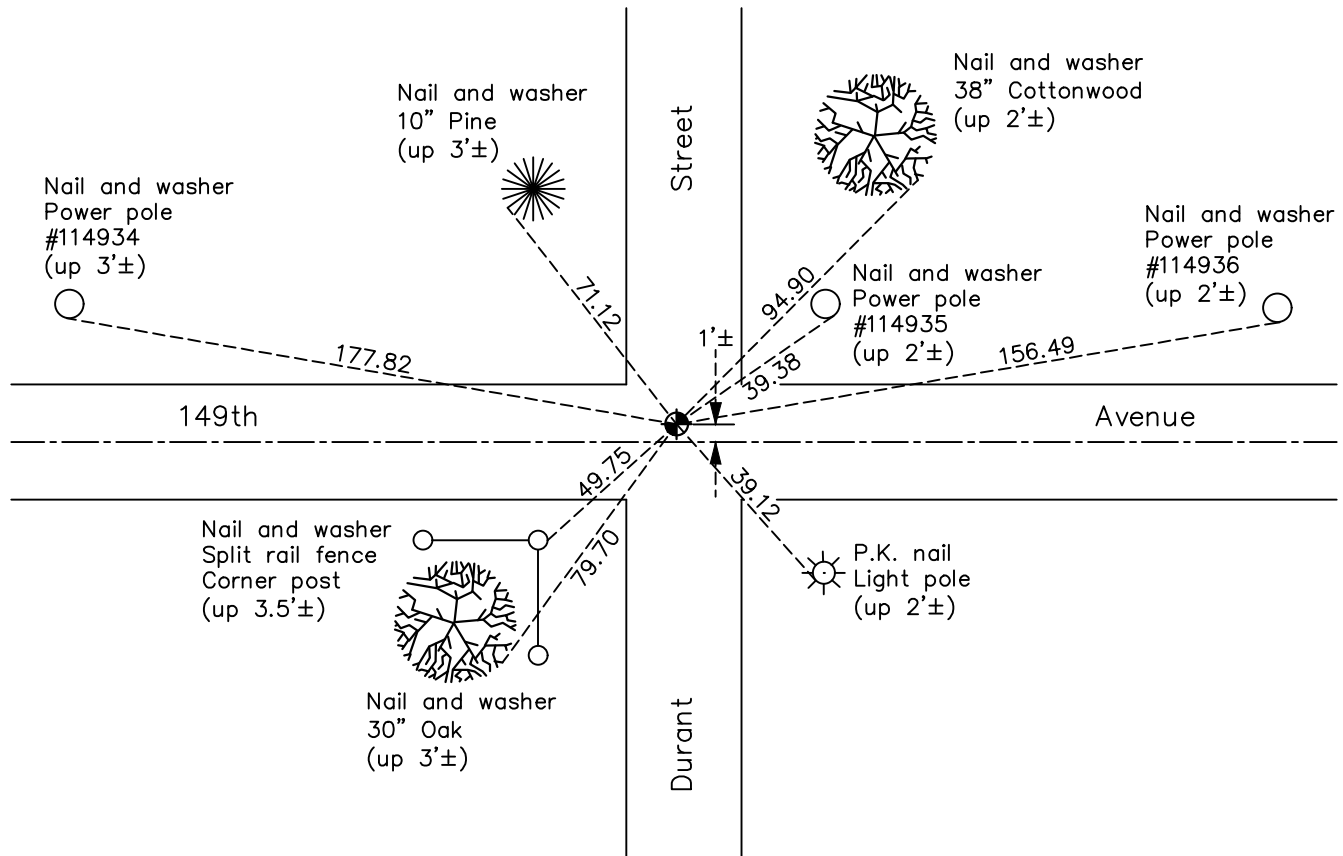 Nail and washer
38” Cottonwood
(up 2’±)
Nail and washer
10” Pine
(up 3’±)
Street
Nail and washer
Power pole
#114934
(up 3’±)
Nail and washer
Power pole
#114936
(up 2’±)
Nail and washer
Power pole
#114935
(up 2’±)
71.12
94.90
1’±
177.82
39.38
156.49
149th
Avenue
49.75
39.12
79.70
Nail and washer
Split rail fence
Corner post
(up 3.5’±)
P.K. nail
Light pole
(up 2’±)
Nail and washer
30” Oak
(up 3’±)
Durant